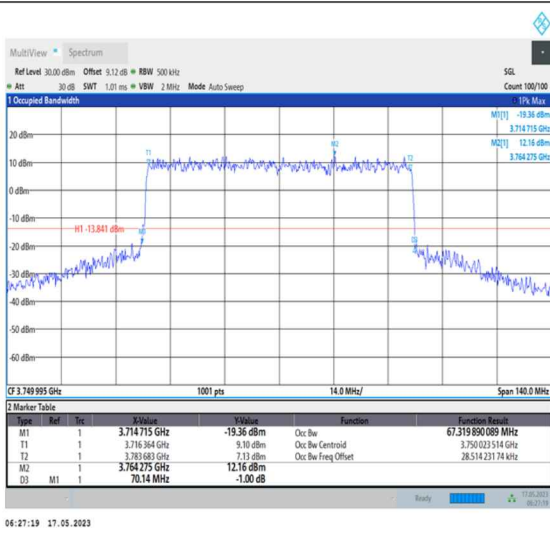 MultiView Spectrum
Ref Level 30.00 dBm Offset 9.12 dB RBW 500 kHz SGL
Att 30 dB SWT 1.01 ms VBW 2 MHz Mode Auto Sweep Count 100/100
1 Occupied Bandwidth 1Pk Max
M1[1] -19.36 dBm
3.714 715 GHz
M2[1] 12.16 dBm
3.764 275 GHz
20 dBm
T1 M2 T2
10 dBm
0 dBm
-10 dBm
H1 -13.841 dBm
M1
-20 dBm
D3
-30 dBm
-40 dBm
-50 dBm
-60 dBm
CF 3.749 995 GHz 1001 pts 14.0 MHz/ Span 140.0 MHz
2 Marker Table
Type Ref Trc X-Value Y-Value Function Function Result
M1 1 3.714 715 GHz -19.36 dBm Occ Bw 67.319 890 089 MHz
T1 1 3.716 364 GHz 9.10 dBm Occ Bw Centroid 3.750 023 514 GHz
T2 1 3.783 683 GHz 7.13 dBm Occ Bw Freq Offset 28.514 231 74 kHz
M2 1 3.764 275 GHz 12.16 dBm
D3 M1 1 70.14 MHz -1.00 dB
Ready 17.05.2023
06:27:19
06:27:19 17.05.2023